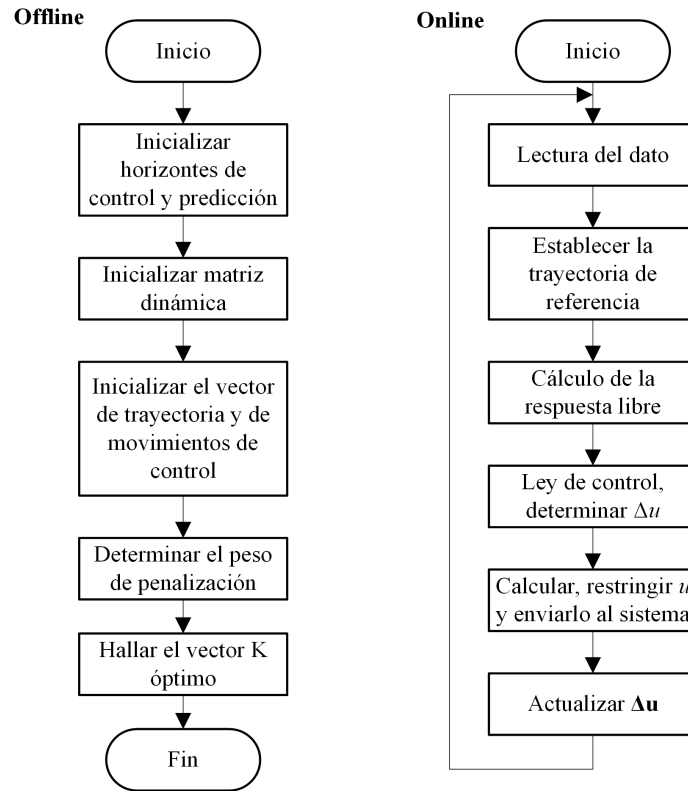 Offline
Inicio
Inicializar
horizontes de
control y predicción
Inicializar matriz
dinámica
Inicializar el vector
de trayectoria y de
movimientos de
control
Determinar el peso
de penalización
Hallar el vector K
óptimo
Fin
Online
Inicio
Lectura del dato
Establecer la
trayectoria de
referencia
Cálculo de la
respuesta libre
Ley de control,
determinar Δu
Calcular, restringir u
y enviarlo al sistema
Actualizar Δu